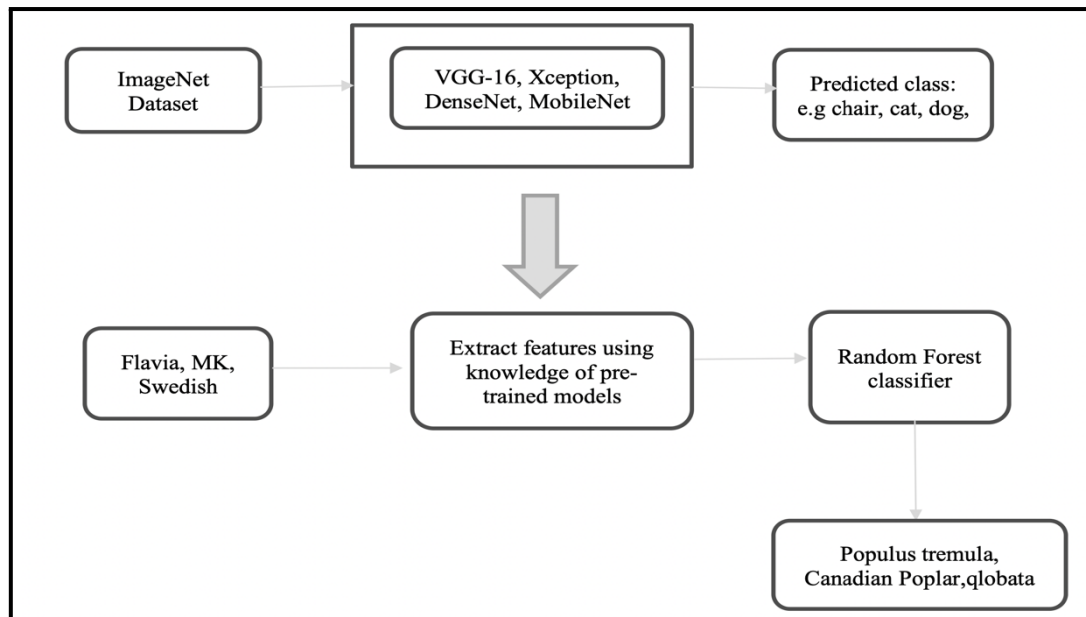 ImageNet
Dataset
VGG-16, Xception,
DenseNet, MobileNet
Predicted class:
e.g chair, cat, dog,
Flavia, MK,
Swedish
Extract features using
knowledge of pre-
trained models
Random Forest
classifier
Populus tremula,
Canadian Poplar,qlobata